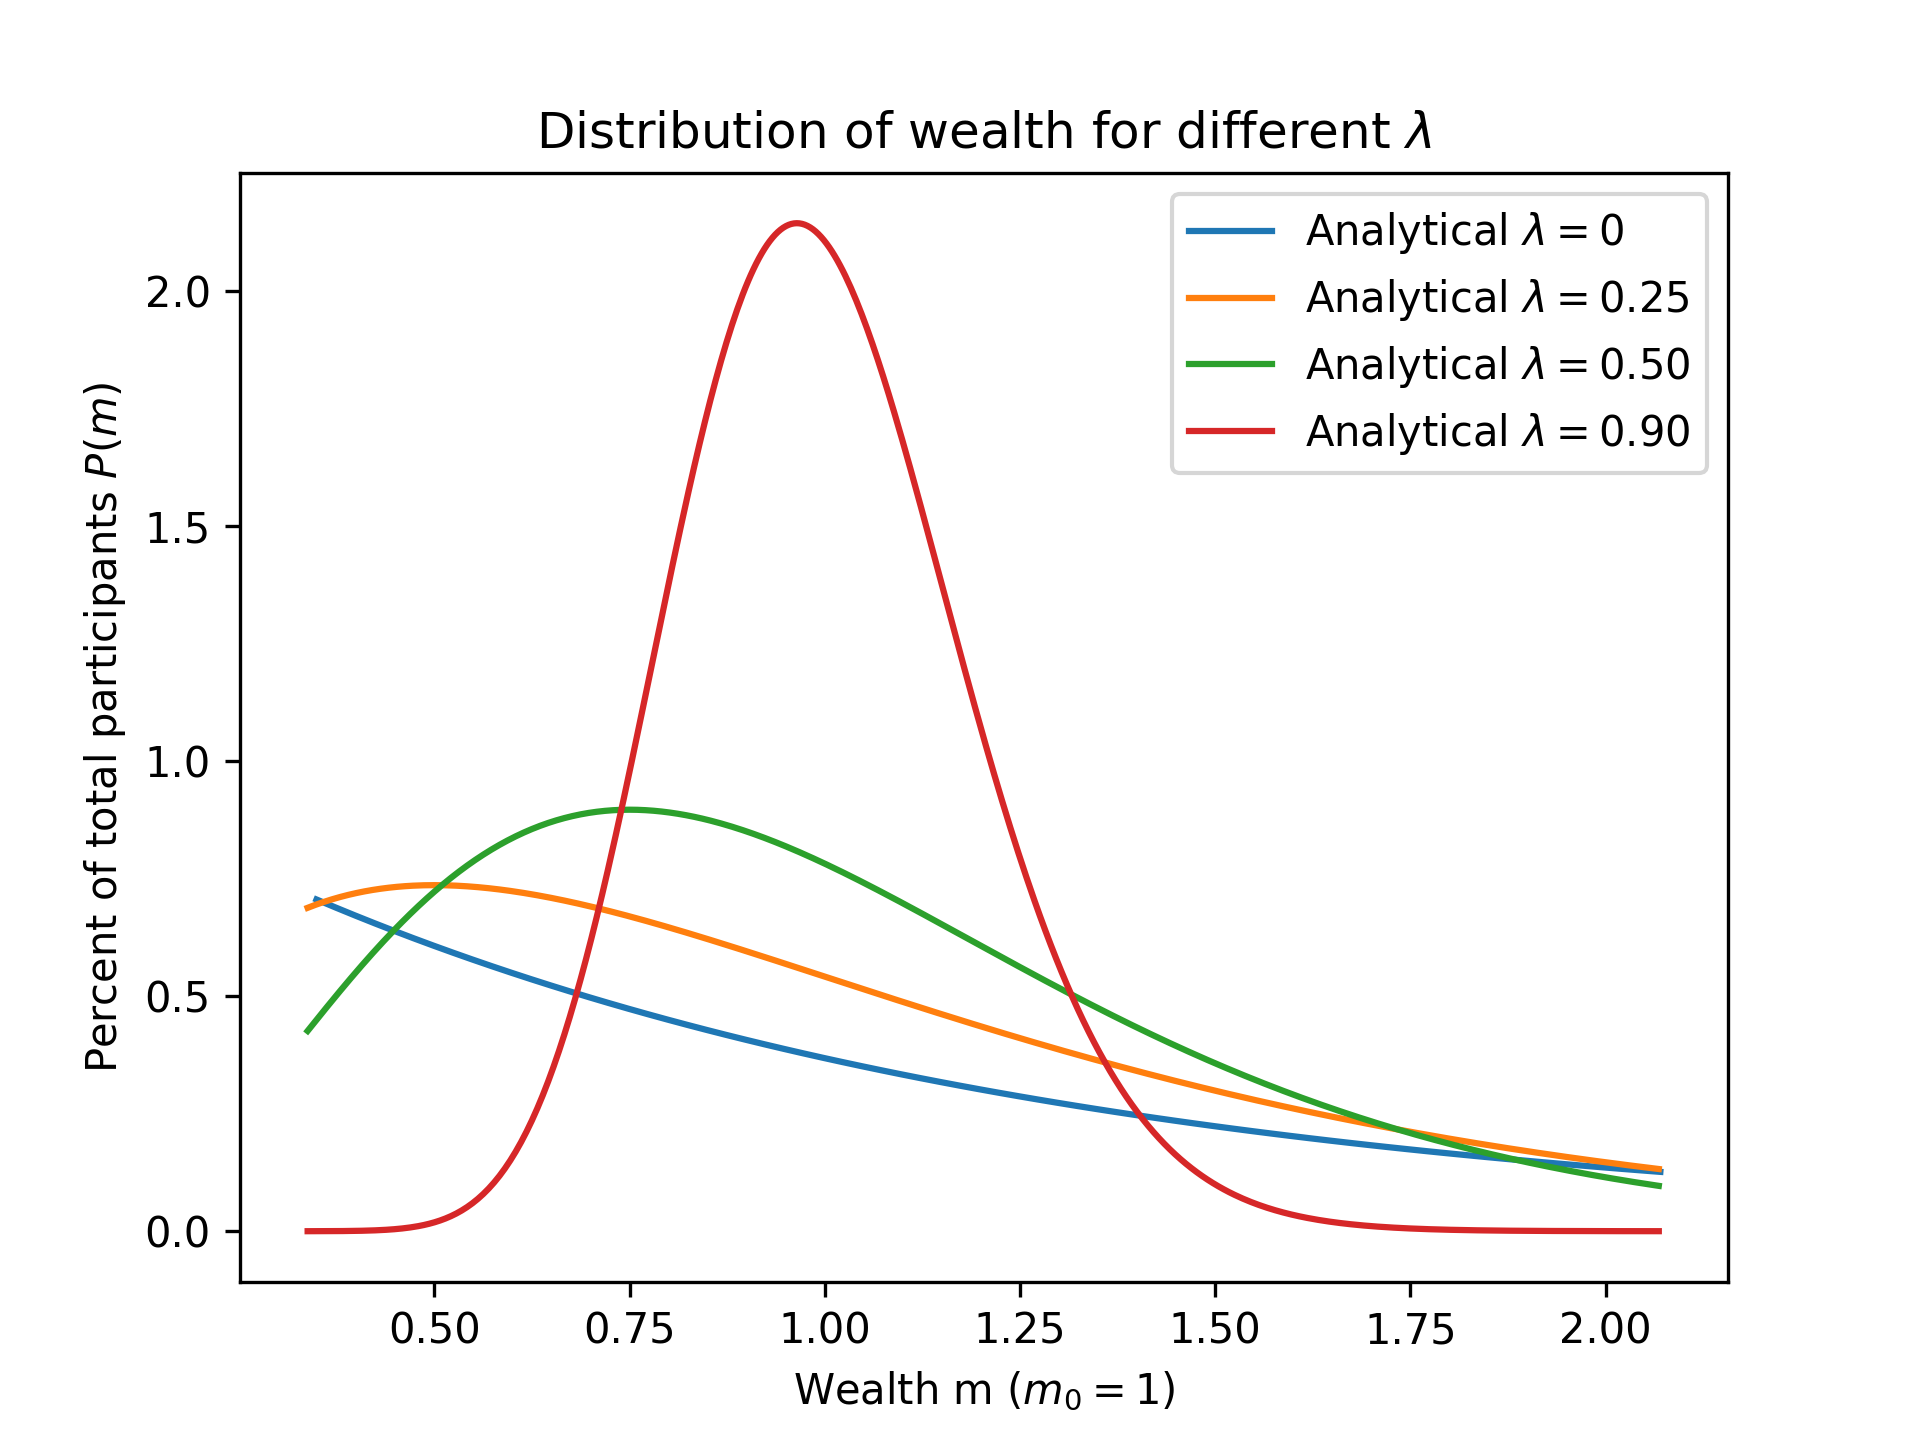 Distribution of wealth for different λ
Analytical λ = 0
Analytical λ = 0.25
Analytical λ = 0.50
Analytical λ = 0.90
Percent of total participants P(m)
2.0
1.5
1.0
0.5
0.0
0.50 0.75 1.00 1.25 1.50 1.75 2.00
Wealth m (m₀ = 1)